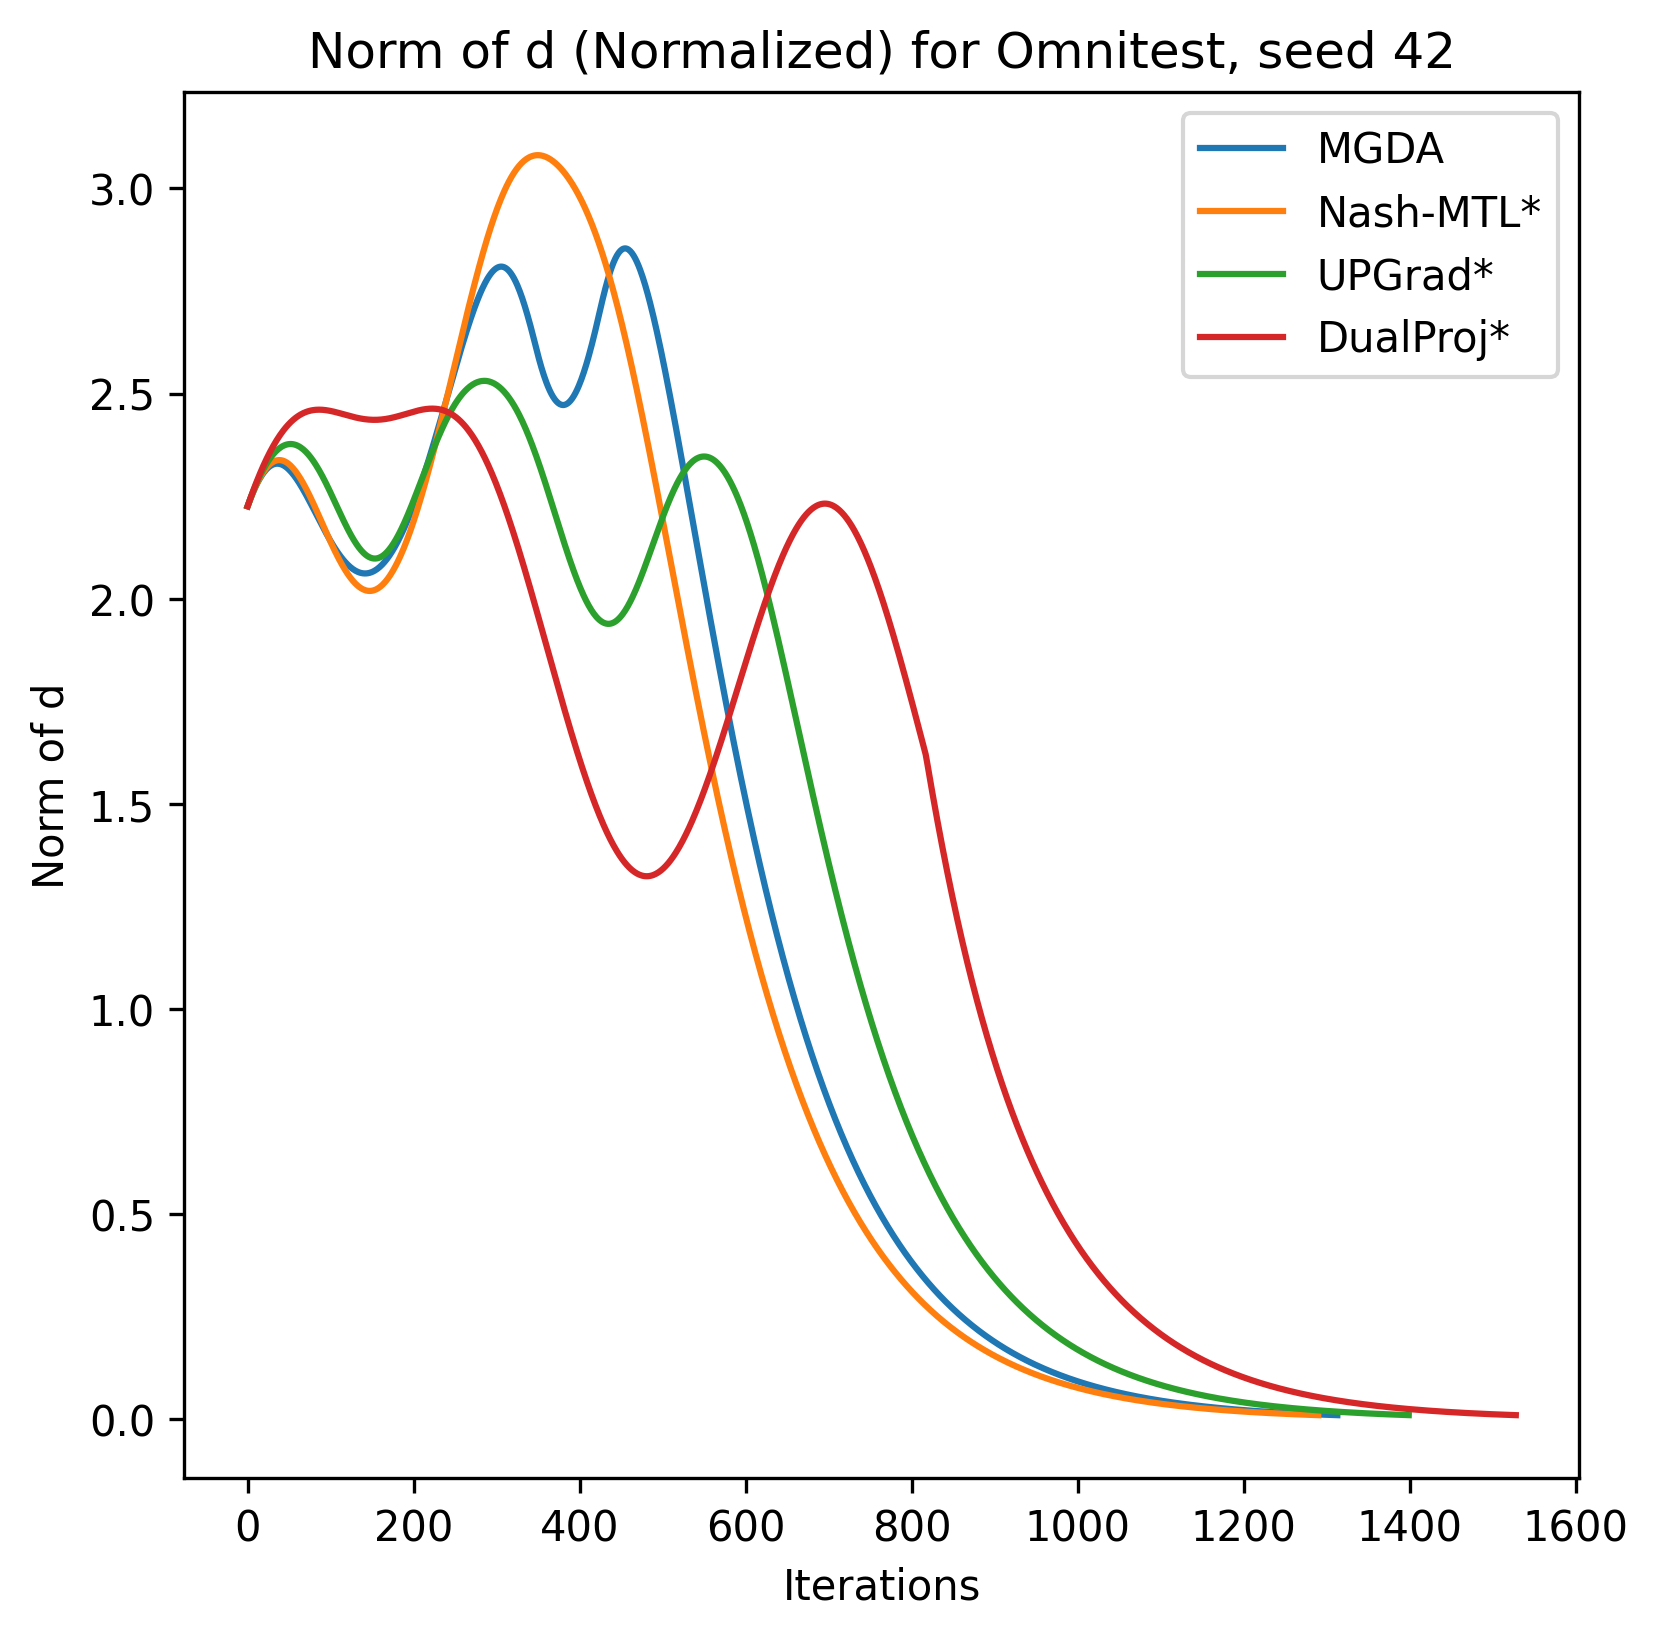 Norm of d (Normalized) for Omnitest, seed 42
MGDA
Nash-MTL*
UPGrad*
DualProj*
3.0
2.5
2.0
1.5
1.0
0.5
0.0
Norm of d
0 200 400 600 800 1000 1200 1400 1600
Iterations